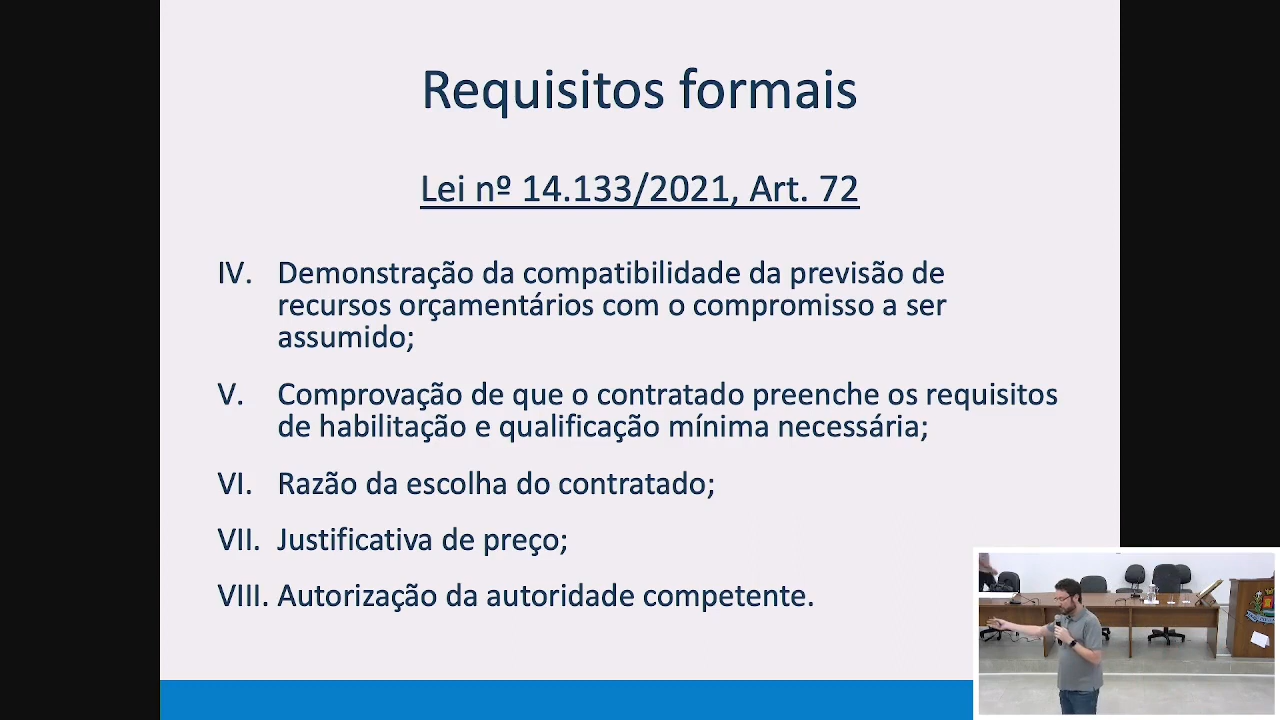 Requisitos formais
Lei nº 14.133/2021, Art. 72
IV. Demonstração da compatibilidade da previsão de
recursos orçamentários com o compromisso a ser
assumido;
V. Comprovação de que o contratado preenche os requisitos
de habilitação e qualificação mínima necessária;
VI. Razão da escolha do contratado;
VII. Justificativa de preço;
VIII. Autorização da autoridade competente.